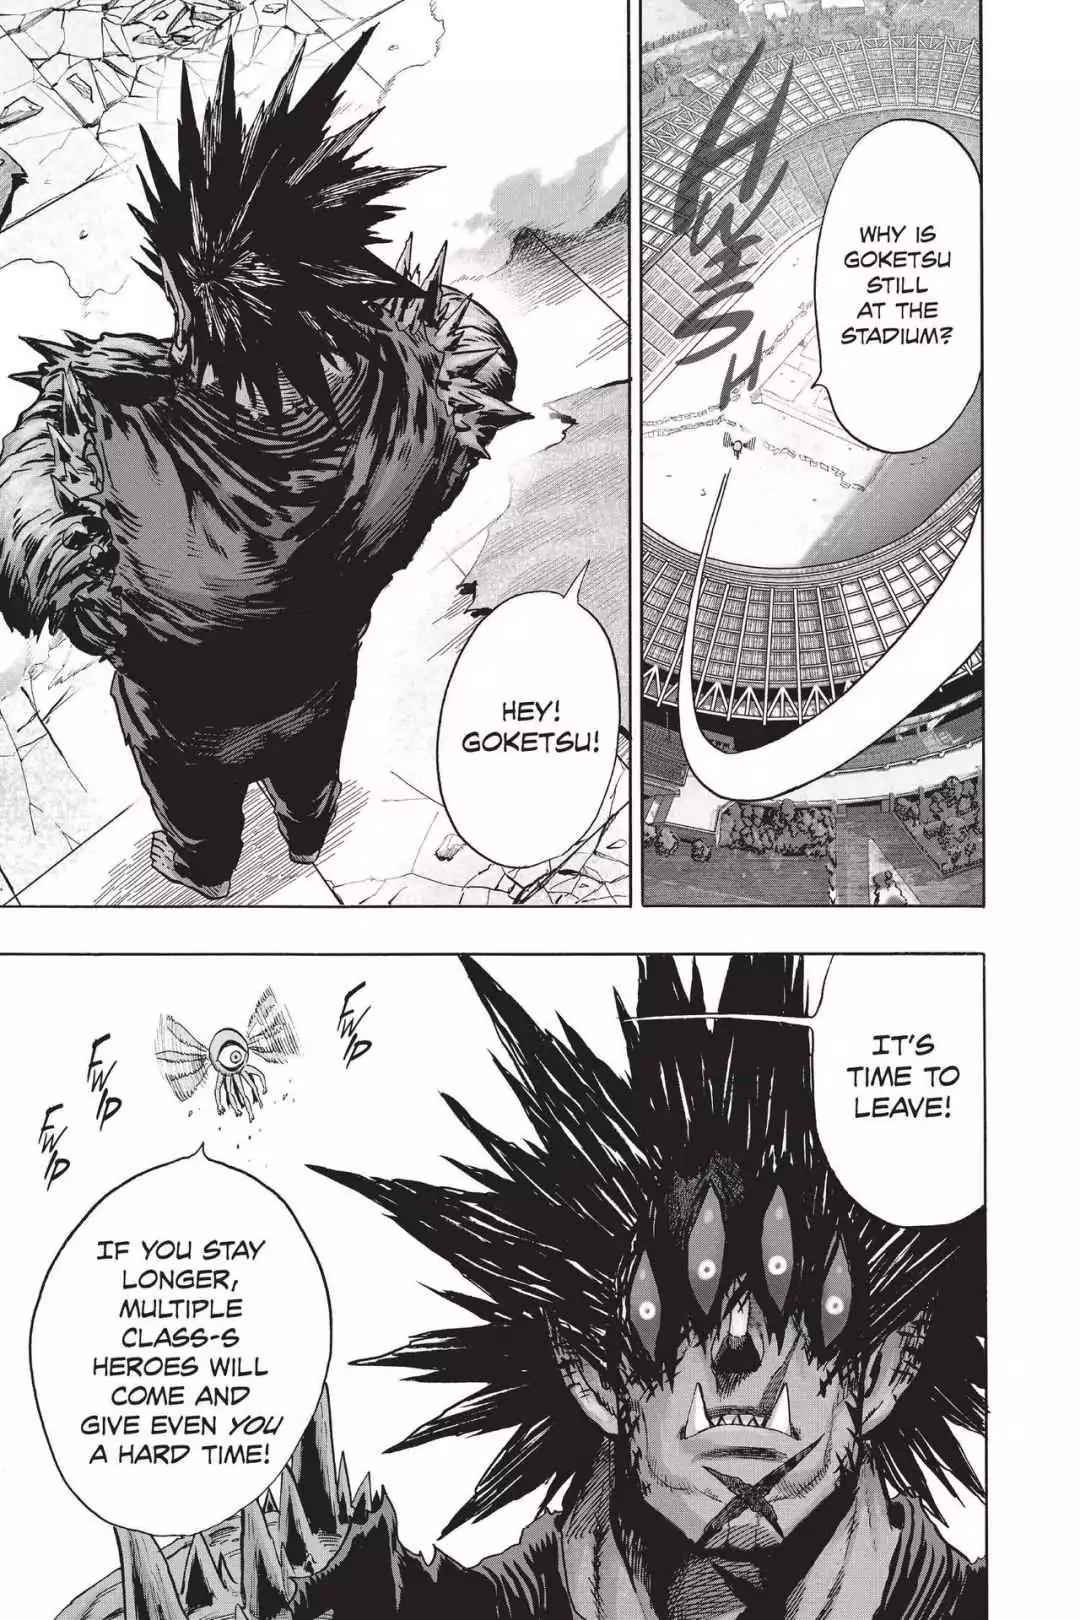 WHY IS
GOKETSU
STILL
AT THE
STADIUM?
HWSH
HEY!
GOKETSU!
IT'S
TIME TO
LEAVE!
FWIP
FWIP
FWIP
IF YOU STAY
LONGER,
MULTIPLE
CLASS-S
HEROES WILL
COME AND
GIVE EVEN YOU
A HARD TIME!